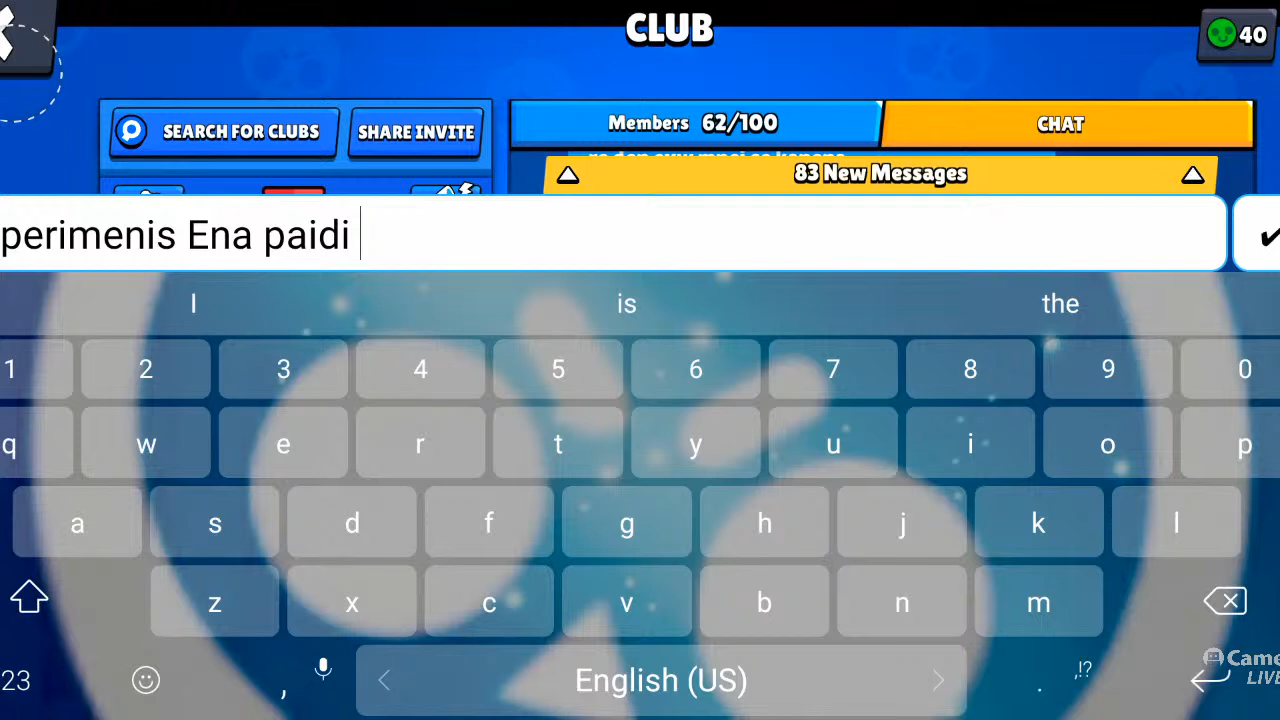 CLUB
40
SEARCH FOR CLUBS
SHARE INVITE
Members 62/100
CHAT
83 New Messages
perimenis Ena paidi
I is the
1 2 3 4 5 6 7 8 9 0
q w e r t y u i o p
a s d f g h j k l
z x c v b n m
23 , English (US) . ,!?
Came
LIVE